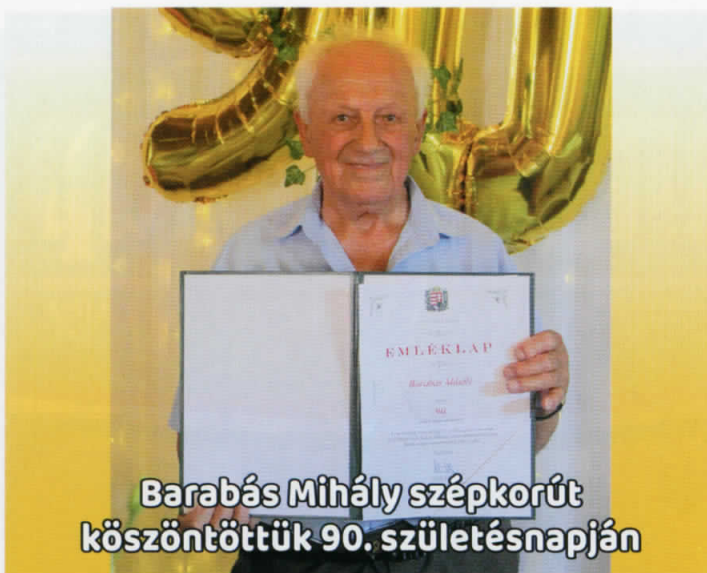 EMLÉKLAP
Barabás Mihály
90
Barabás Mihály szépkorút
köszöntöttük 90. születésnapján